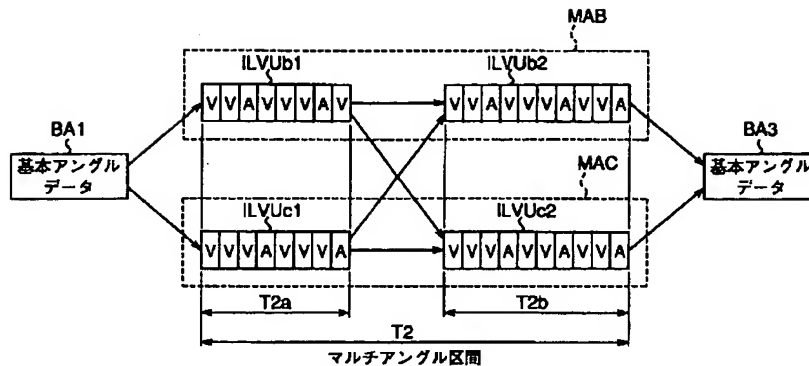 MAB
ILVUb1
ILVUb2
V V A V V V A V
V V A V V V A V V A
BA1
基本アングル
データ
BA3
基本アングル
データ
MAC
ILVUc1
ILVUc2
V V V A V V V A
V V V A V V A V V A
T2a
T2b
T2
マルチアングル区間